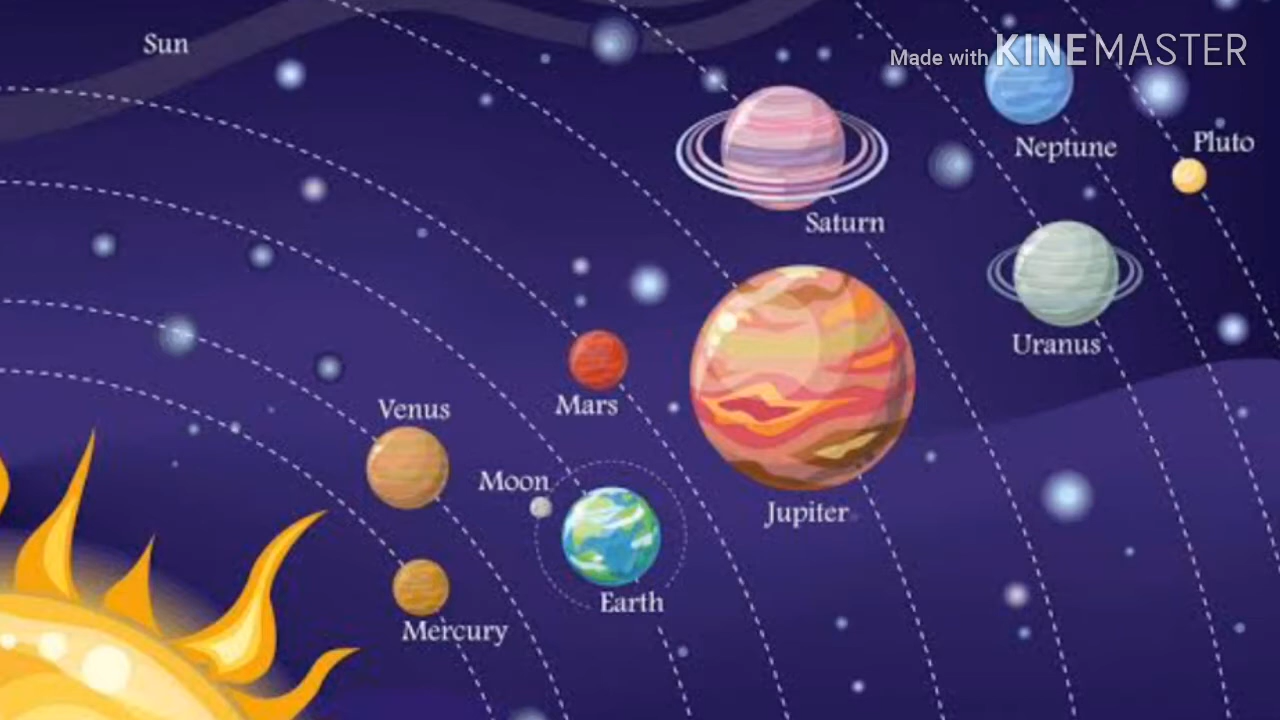 Sun
Made with KINEMASTER
Neptune
Pluto
Saturn
Uranus
Mars
Venus
Moon
Jupiter
Earth
Mercury